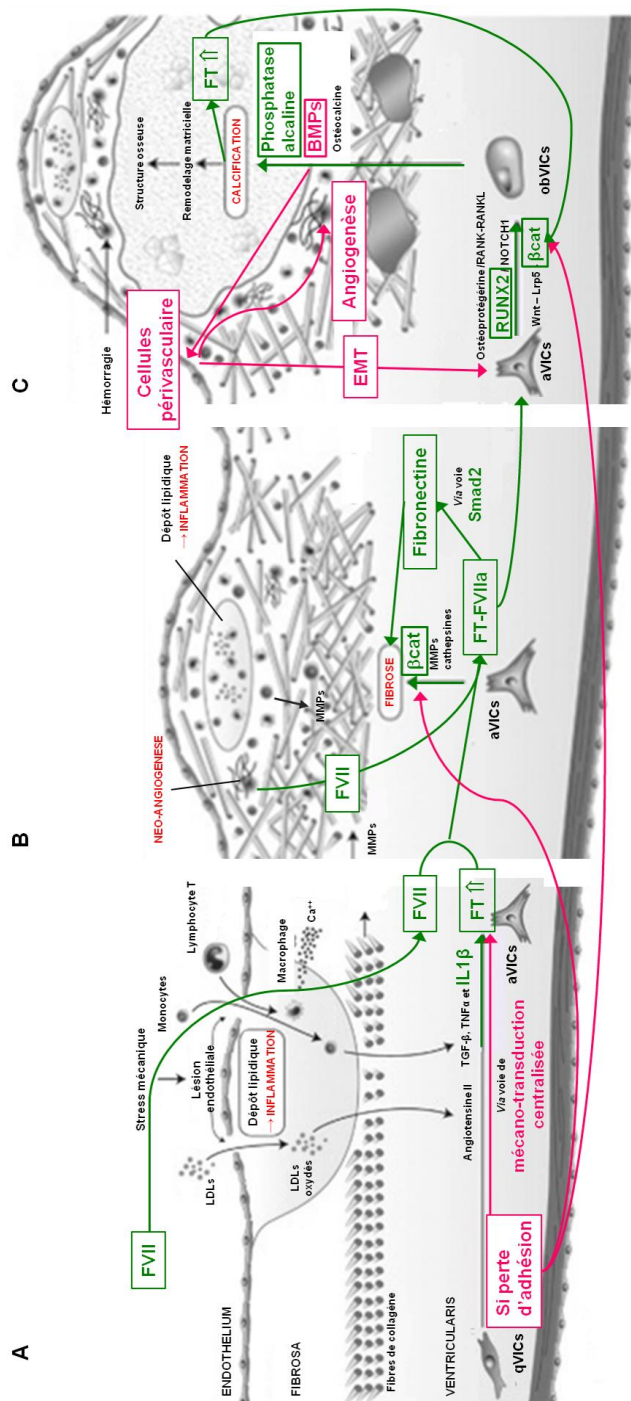 A
FVII
Stress mécanique
Monocytes
Lymphocyte T
LDLs
Lésion
endothéliale
Dépôt lipidique
→ INFLAMMATION
Macrophage
Ca++
LDLs
oxydés
ENDOTHELIUM
FIBROSA
Fibres de collagène
VENTRICULARIS
FVII
FT ⇑
Angiotensine II
TGF-β, TNFα et IL1β
Via voie de
mécano-transduction
centralisée
Si perte
d'adhésion
qVICs
aVICs
B
NEO-ANGIOGENESE
Dépôt lipidique
→ INFLAMMATION
MMPs
FVII
MMPs
FIBROSE
Fibronectine
βcat
MMPs
cathepsines
Via voie
Smad2
FT-FVIIa
aVICs
C
Hémorragie
Structure osseuse
Remodelage matricielle
CALCIFICATION
FT ⇑
Cellules
périvasculaire
Phosphatase
alcaline
BMPs
Ostéocalcine
Angiogenèse
EMT
Ostéoprotégérine /RANK-RANKL
RUNX2/ NOTCH1
Wnt – Lrp5 - βcat
aVICs
obVICs